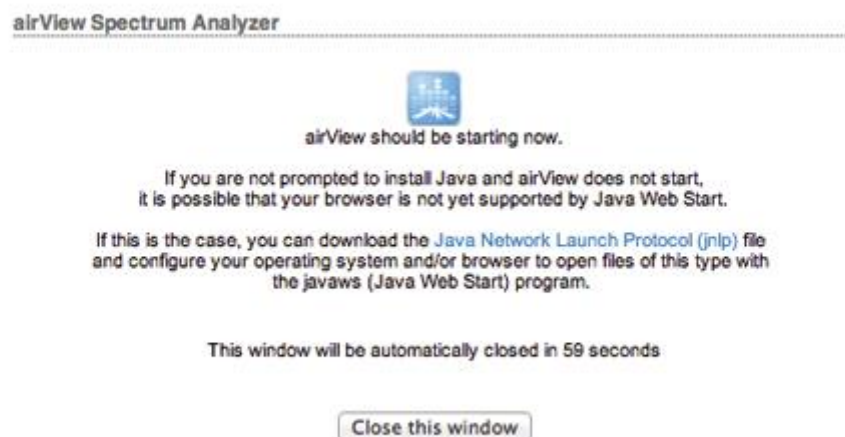 airView Spectrum Analyzer
airView should be starting now.
If you are not prompted to install Java and airView does not start,
it is possible that your browser is not yet supported by Java Web Start.
If this is the case, you can download the Java Network Launch Protocol (jnlp) file
and configure your operating system and/or browser to open files of this type with
the javaws (Java Web Start) program.
This window will be automatically closed in 59 seconds
Close this window